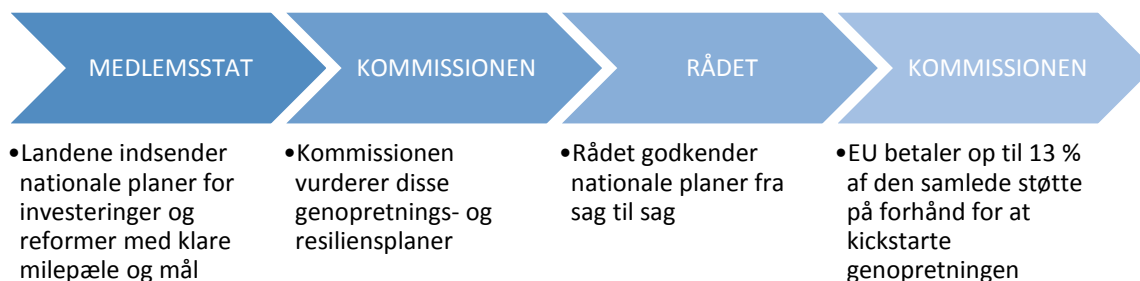 MEDLEMSSTAT
•Landene indsender
nationale planer for
investeringer og
reformer med klare
milepæle og mål
KOMMISSIONEN
•Kommissionen
vurderer disse
genopretnings- og
resiliensplaner
RÅDET
•Rådet godkender
nationale planer fra
sag til sag
KOMMISSIONEN
•EU betaler op til 13 %
af den samlede støtte
på forhånd for at
kickstarte
genopretningen